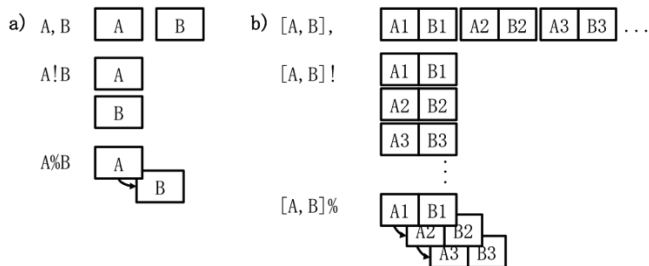 a) A,B A B
A!B A
B
A%B A
B
b) [A,B], A1 B1 A2 B2 A3 B3 ...
[A,B]! A1 B1
A2 B2
A3 B3
[A,B]% A1 B1
A2 B2
A3 B3